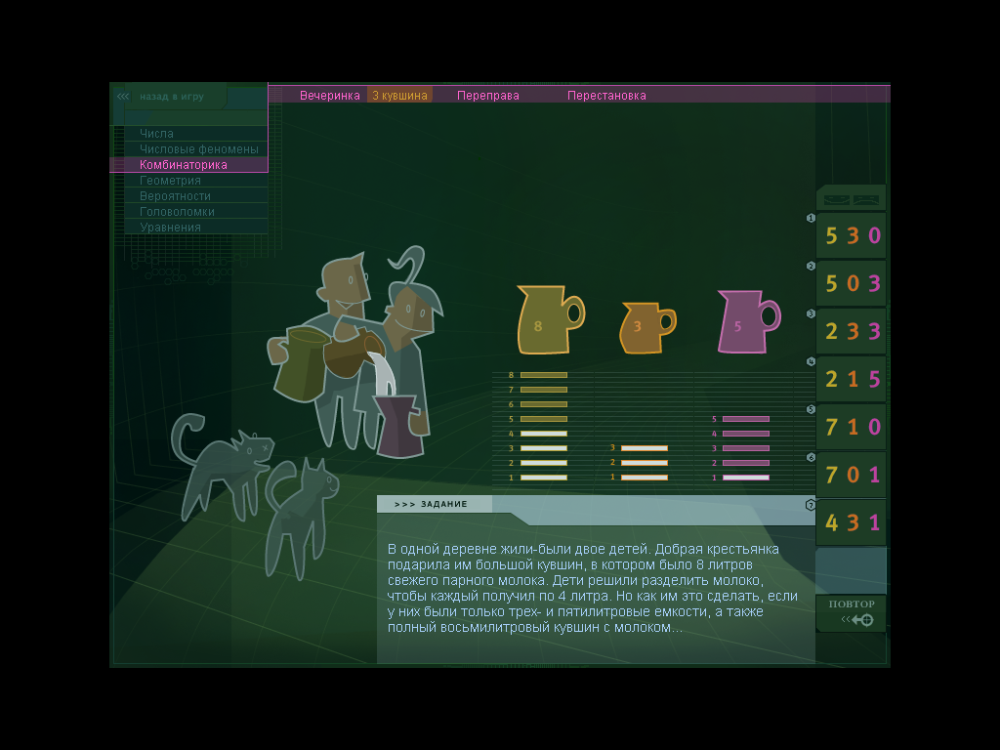 <<< назад в игру
Вечеринка 3 кувшина Переправа Перестановка
Числа
Числовые феномены
Комбинаторика
Геометрия
Вероятности
Головоломки
Уравнения
8 3 5
1 5 3 0
2 5 0 3
3 2 3 3
4 2 1 5
5 7 1 0
6 7 0 1
7 4 3 1
8
7
6
5 5
4 4
3 3 3
2 2 2
1 1 1
>>> ЗАДАНИЕ
В одной деревне жили-были двое детей. Добрая крестьянка
подарила им большой кувшин, в котором было 8 литров
свежего парного молока. Дети решили разделить молоко,
чтобы каждый получил по 4 литра. Но как им это сделать, если
у них были только трех- и пятилитровые емкости, а также
полный восьмилитровый кувшин с молоком...
ПОВТОР
<<